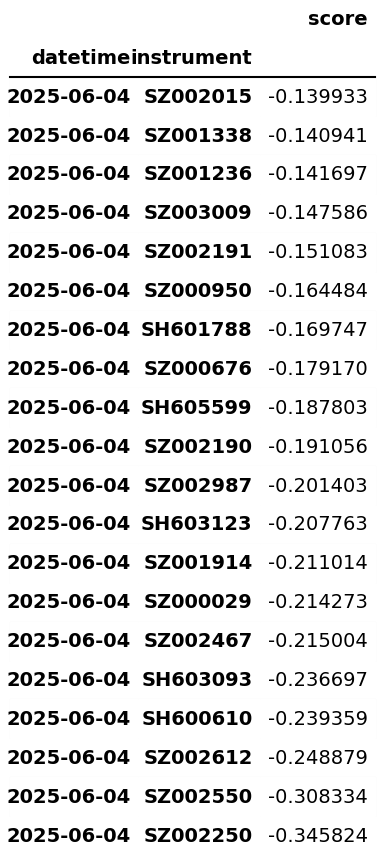 score
datetime instrument
2025-06-04 SZ002015 -0.139933
2025-06-04 SZ001338 -0.140941
2025-06-04 SZ001236 -0.141697
2025-06-04 SZ003009 -0.147586
2025-06-04 SZ002191 -0.151083
2025-06-04 SZ000950 -0.164484
2025-06-04 SH601788 -0.169747
2025-06-04 SZ000676 -0.179170
2025-06-04 SH605599 -0.187803
2025-06-04 SZ002190 -0.191056
2025-06-04 SZ002987 -0.201403
2025-06-04 SH603123 -0.207763
2025-06-04 SZ001914 -0.211014
2025-06-04 SZ000029 -0.214273
2025-06-04 SZ002467 -0.215004
2025-06-04 SH603093 -0.236697
2025-06-04 SH600610 -0.239359
2025-06-04 SZ002612 -0.248879
2025-06-04 SZ002550 -0.308334
2025-06-04 SZ002250 -0.345824